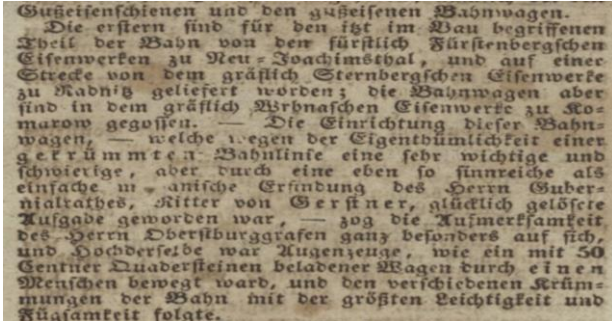 Gußeisenschienen und den gußeisenen Bahnwagen.
Die erstern sind für den itzt im Bau begriffenen
Theil der Bahn von den fürstlich Fürstenbergschen
Eisenwerken zu Neu-Joachimsthal, und auf einer
Strecke von dem gräflich Sternbergschen Eisenwerke
zu Radnitz geliefert worden; die Bahnwagen aber
sind in dem gräflich Wrbnaschen Eisenwerke zu Ko-
marow gegossen. — Die Einrichtung dieser Bahn-
wagen, — welche wegen der Eigenthümlichkeit einer
gekrümmten Bahnlinie eine sehr wichtige und
schwierige, aber durch eine eben so sinnreiche als
einfache Erfindung des Herrn Guber-
nialrathes, Ritter von Gerstner, glücklich gelösete
Aufgabe geworden war, — zog die Aufmerksamkeit
des Herrn Oberstburggrafen ganz besonders auf sich,
und Hochderselbe war Augenzeuge, wie ein mit 50
Centner Quadersteinen beladener Wagen durch einen
Menschen bewegt ward, und den verschiedenen Krüm-
mungen der Bahn mit der größten Leichtigkeit und
Fügsamkeit folgte.